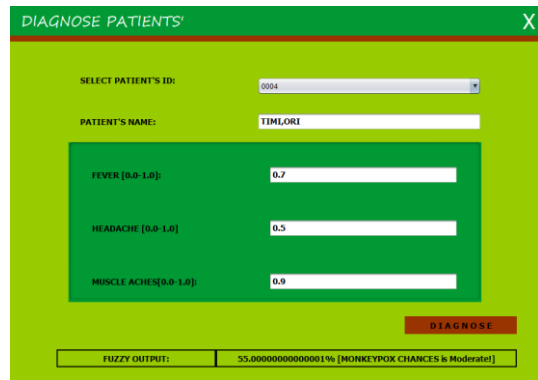 DIAGNOSE PATIENTS' X
SELECT PATIENT'S ID: 0004
PATIENT'S NAME: TIMI,ORI
FEVER [0.0-1.0]: 0.7
HEADACHE [0.0-1.0] 0.5
MUSCLE ACHES[0.0-1.0]: 0.9
DIAGNOSE
FUZZY OUTPUT: 55.00000000000001% [MONKEYPOX CHANCES is Moderate!]